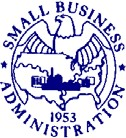 SMALL BUSINESS
1953
ADMINISTRATION